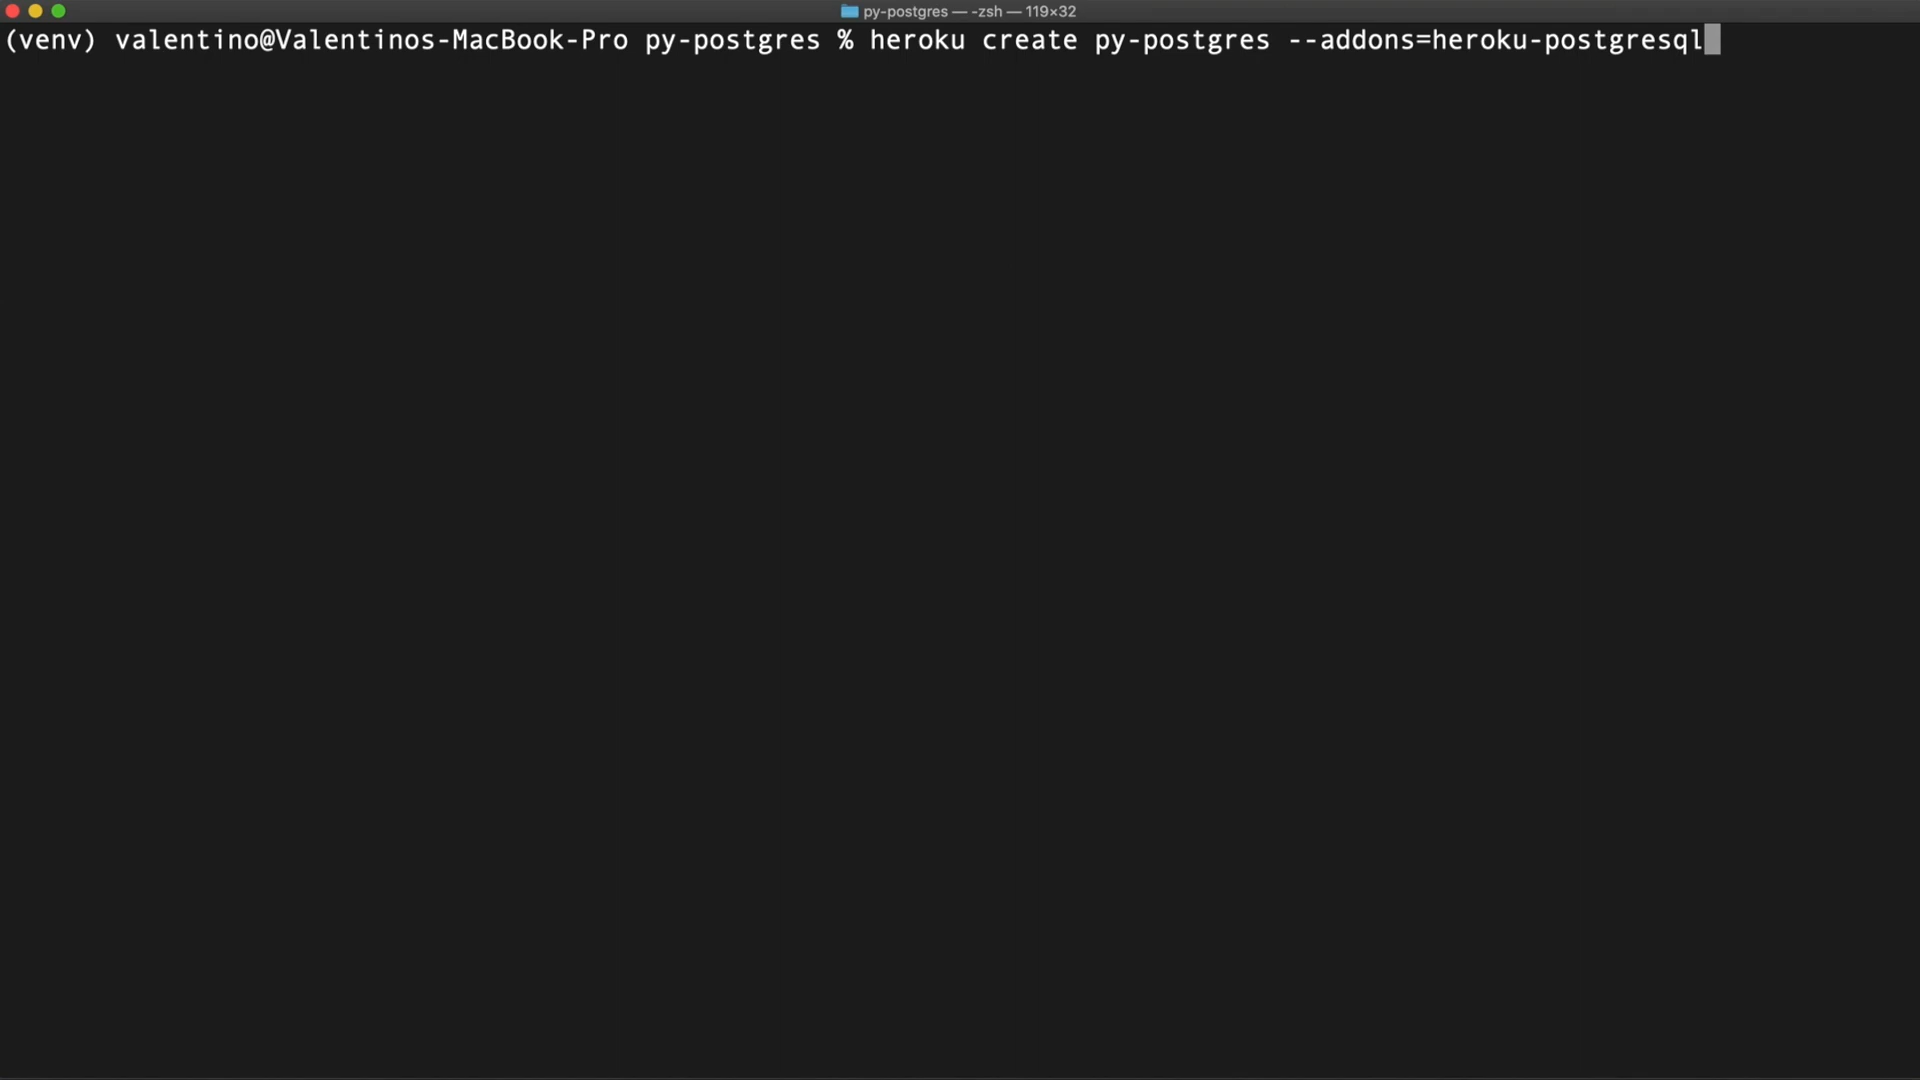 py-postgres — -zsh — 119×32
(venv) valentino@Valentinos-MacBook-Pro py-postgres % heroku create py-postgres --addons=heroku-postgresql